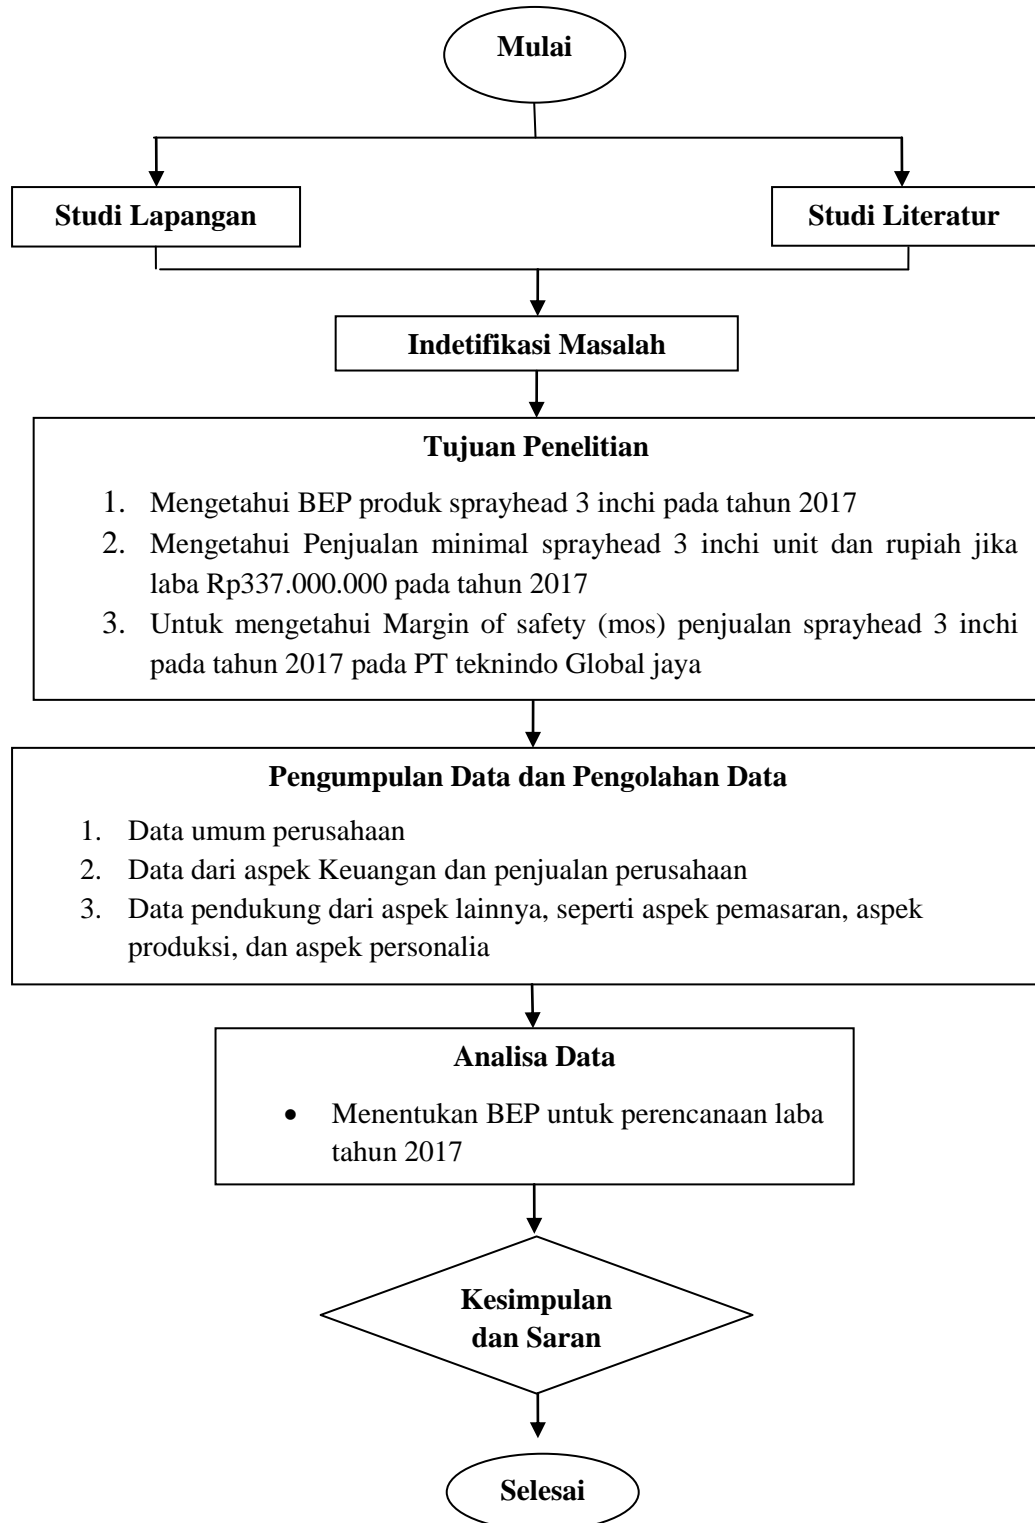 Mulai
Studi Lapangan
Studi Literatur
Indetifikasi Masalah
Tujuan Penelitian
1. Mengetahui BEP produk sprayhead 3 inchi pada tahun 2017
2. Mengetahui Penjualan minimal sprayhead 3 inchi unit dan rupiah jika
laba Rp337.000.000 pada tahun 2017
3. Untuk mengetahui Margin of safety (mos) penjualan sprayhead 3 inchi
pada tahun 2017 pada PT teknindo Global jaya
Pengumpulan Data dan Pengolahan Data
1. Data umum perusahaan
2. Data dari aspek Keuangan dan penjualan perusahaan
3. Data pendukung dari aspek lainnya, seperti aspek pemasaran, aspek
produksi, dan aspek personalia
Analisa Data
• Menentukan BEP untuk perencanaan laba
tahun 2017
Kesimpulan
dan Saran
Selesai